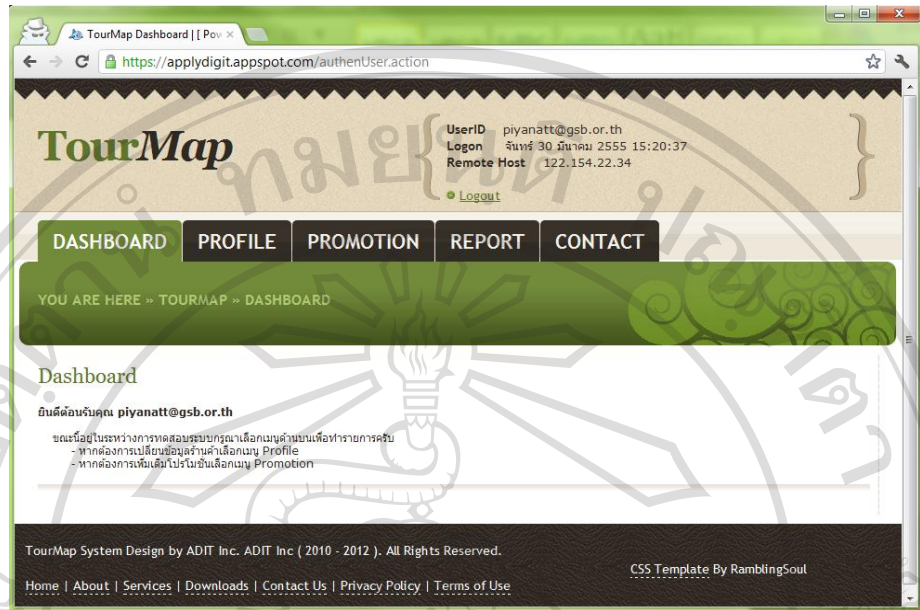 TourMap Dashboard | [ Pow
https://applydigit.appspot.com/authenUser.action
TourMap
UserID piyanatt@gsb.or.th
Logon จันทร์ 30 มีนาคม 2555 15:20:37
Remote Host 122.154.22.34
Logout
DASHBOARD PROFILE PROMOTION REPORT CONTACT
YOU ARE HERE » TOURMAP » DASHBOARD
Dashboard
ยินดีต้อนรับคุณ piyanatt@gsb.or.th
ขณะนี้อยู่ในระหว่างการทดสอบระบบกรุณาเลือกเมนูด้านบนเพื่อทำรายการครับ
- หากต้องการเปลี่ยนข้อมูลร้านค้าเลือกเมนู Profile
- หากต้องการเพิ่มเติมโปรโมชั่นเลือกเมนู Promotion
TourMap System Design by ADIT Inc. ADIT Inc ( 2010 - 2012 ). All Rights Reserved.
CSS Template By RamblingSoul
Home | About | Services | Downloads | Contact Us | Privacy Policy | Terms of Use